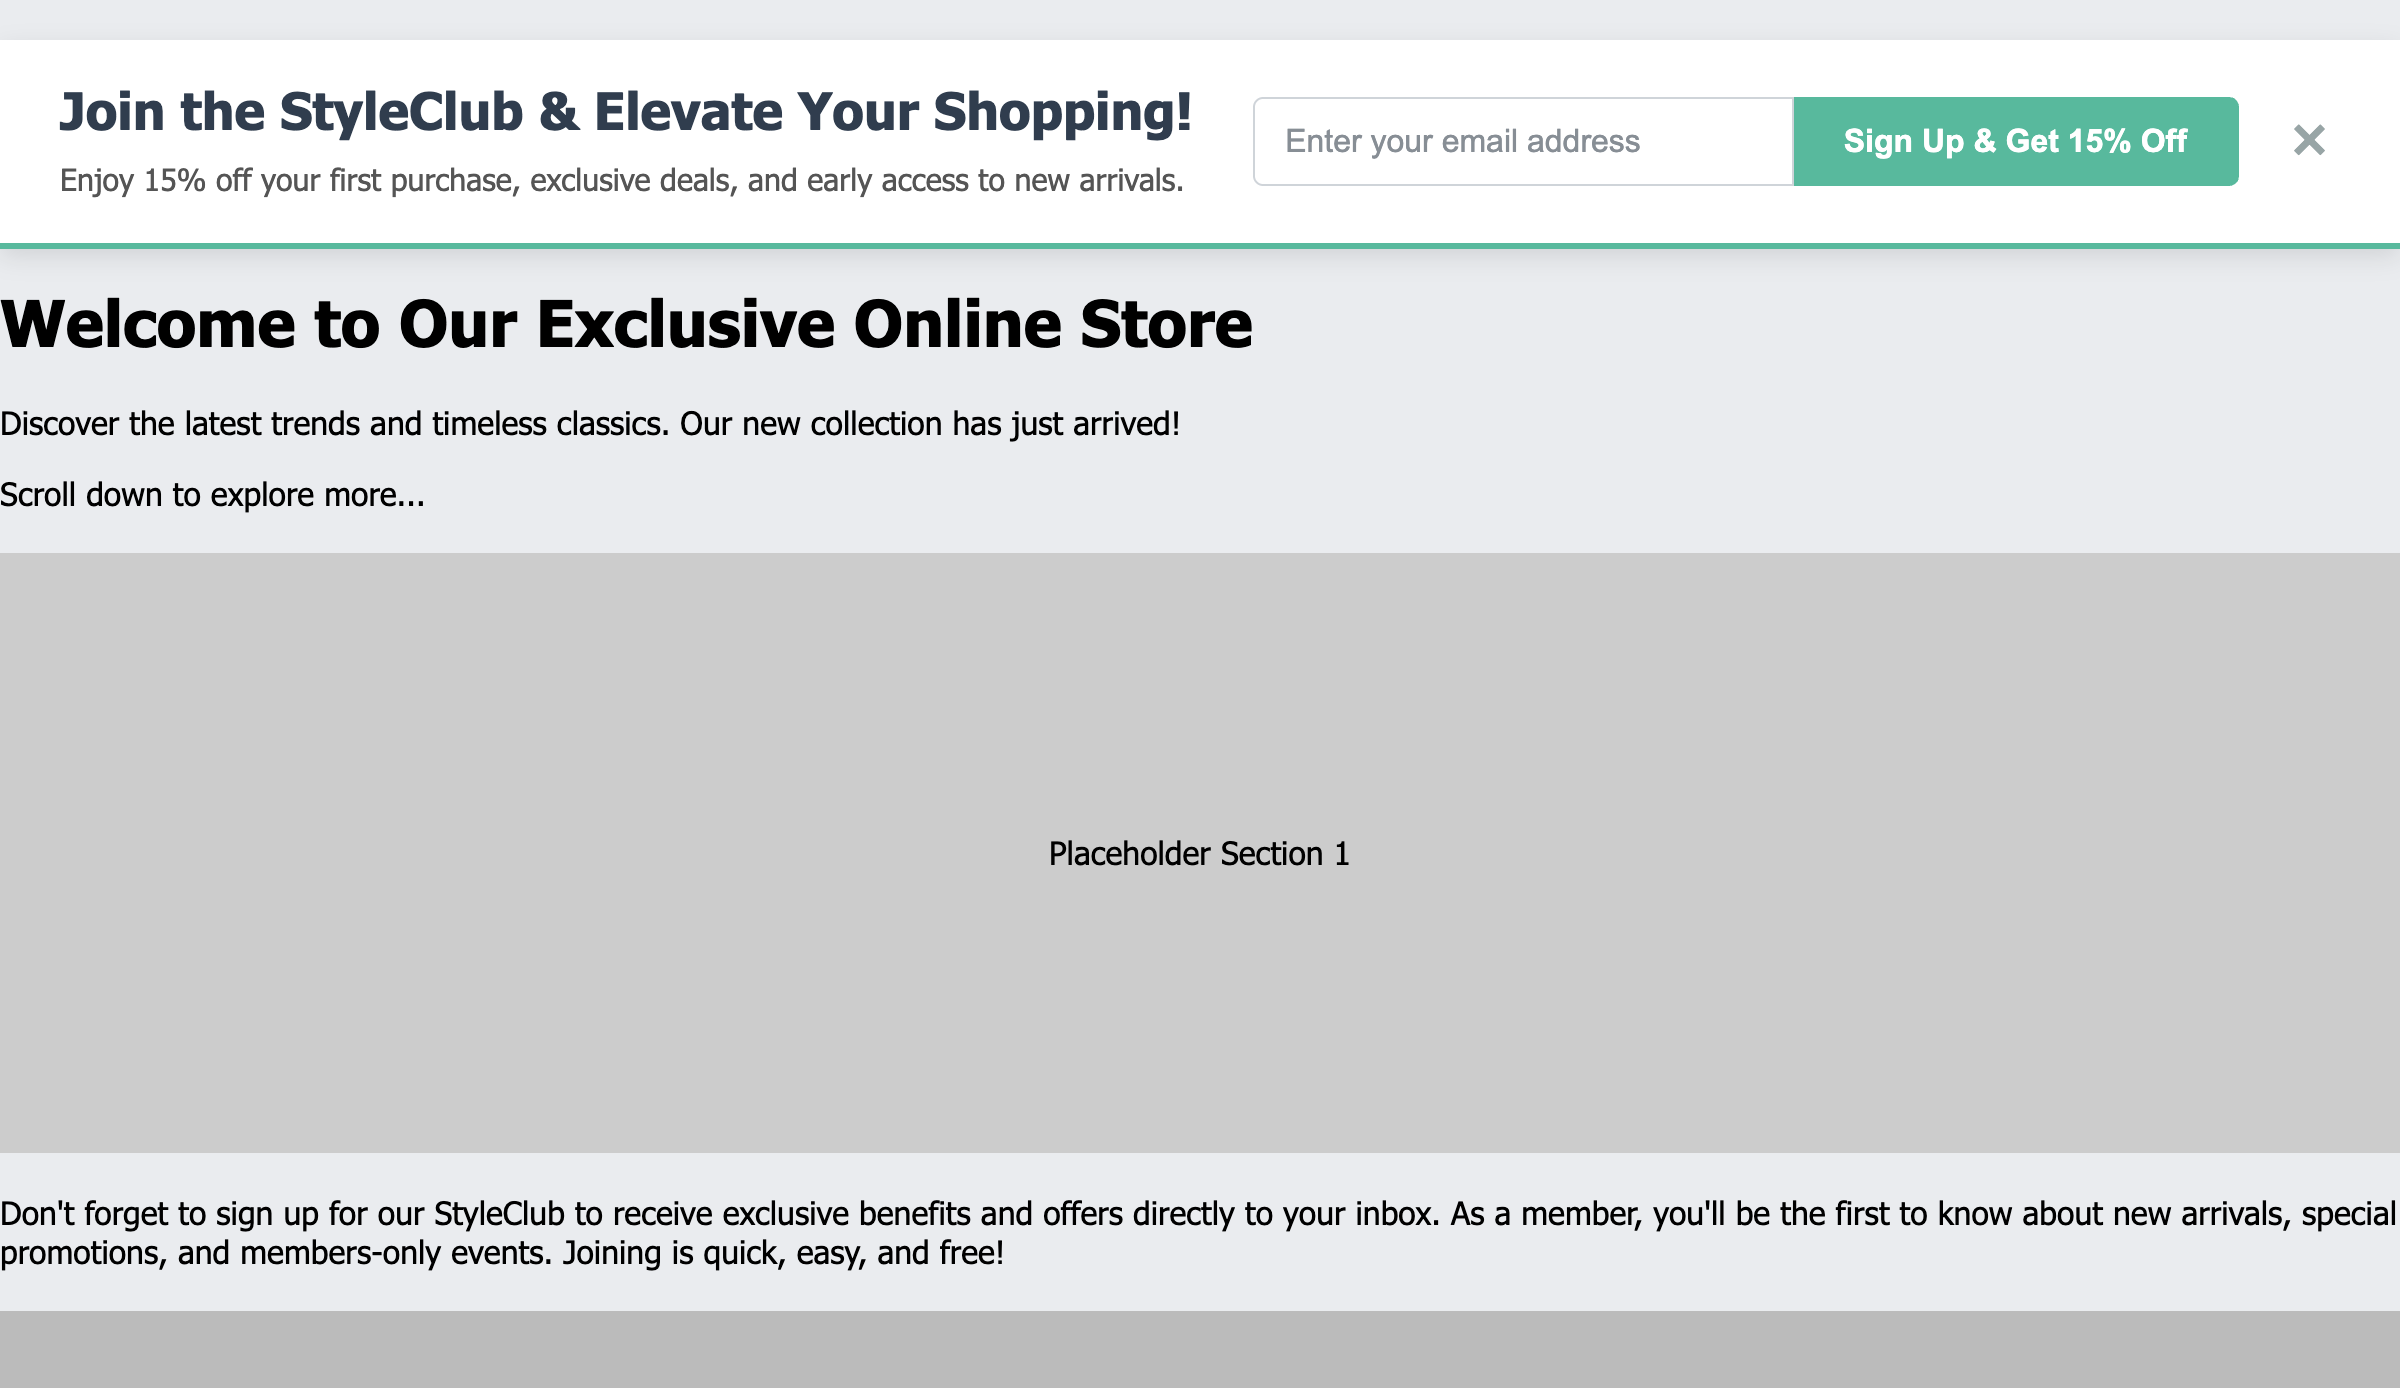 Join the StyleClub & Elevate Your Shopping!
Enjoy 15% off your first purchase, exclusive deals, and early access to new arrivals.
Enter your email address
Sign Up & Get 15% Off
×
Welcome to Our Exclusive Online Store
Discover the latest trends and timeless classics. Our new collection has just arrived!
Scroll down to explore more...
Placeholder Section 1
Don't forget to sign up for our StyleClub to receive exclusive benefits and offers directly to your inbox. As a member, you'll be the first to know about new arrivals, special
promotions, and members-only events. Joining is quick, easy, and free!